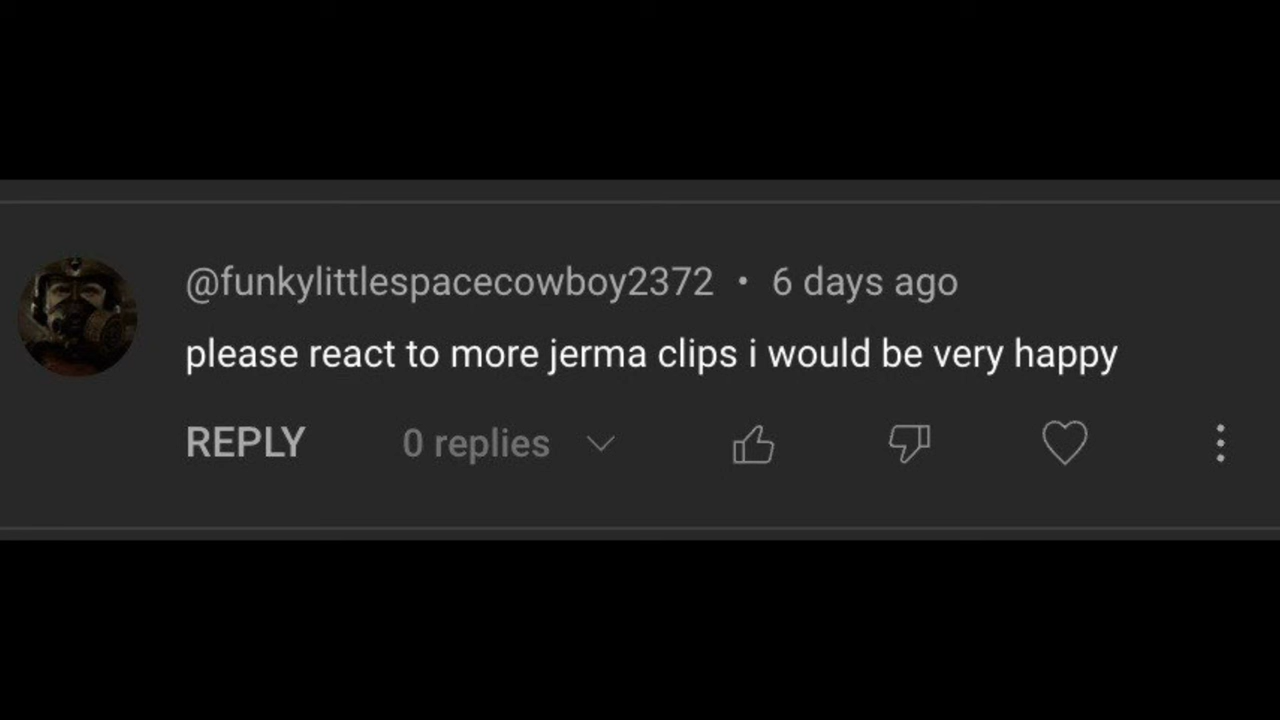 @funkylittlespacecowboy2372 • 6 days ago
please react to more jerma clips i would be very happy
REPLY 0 replies